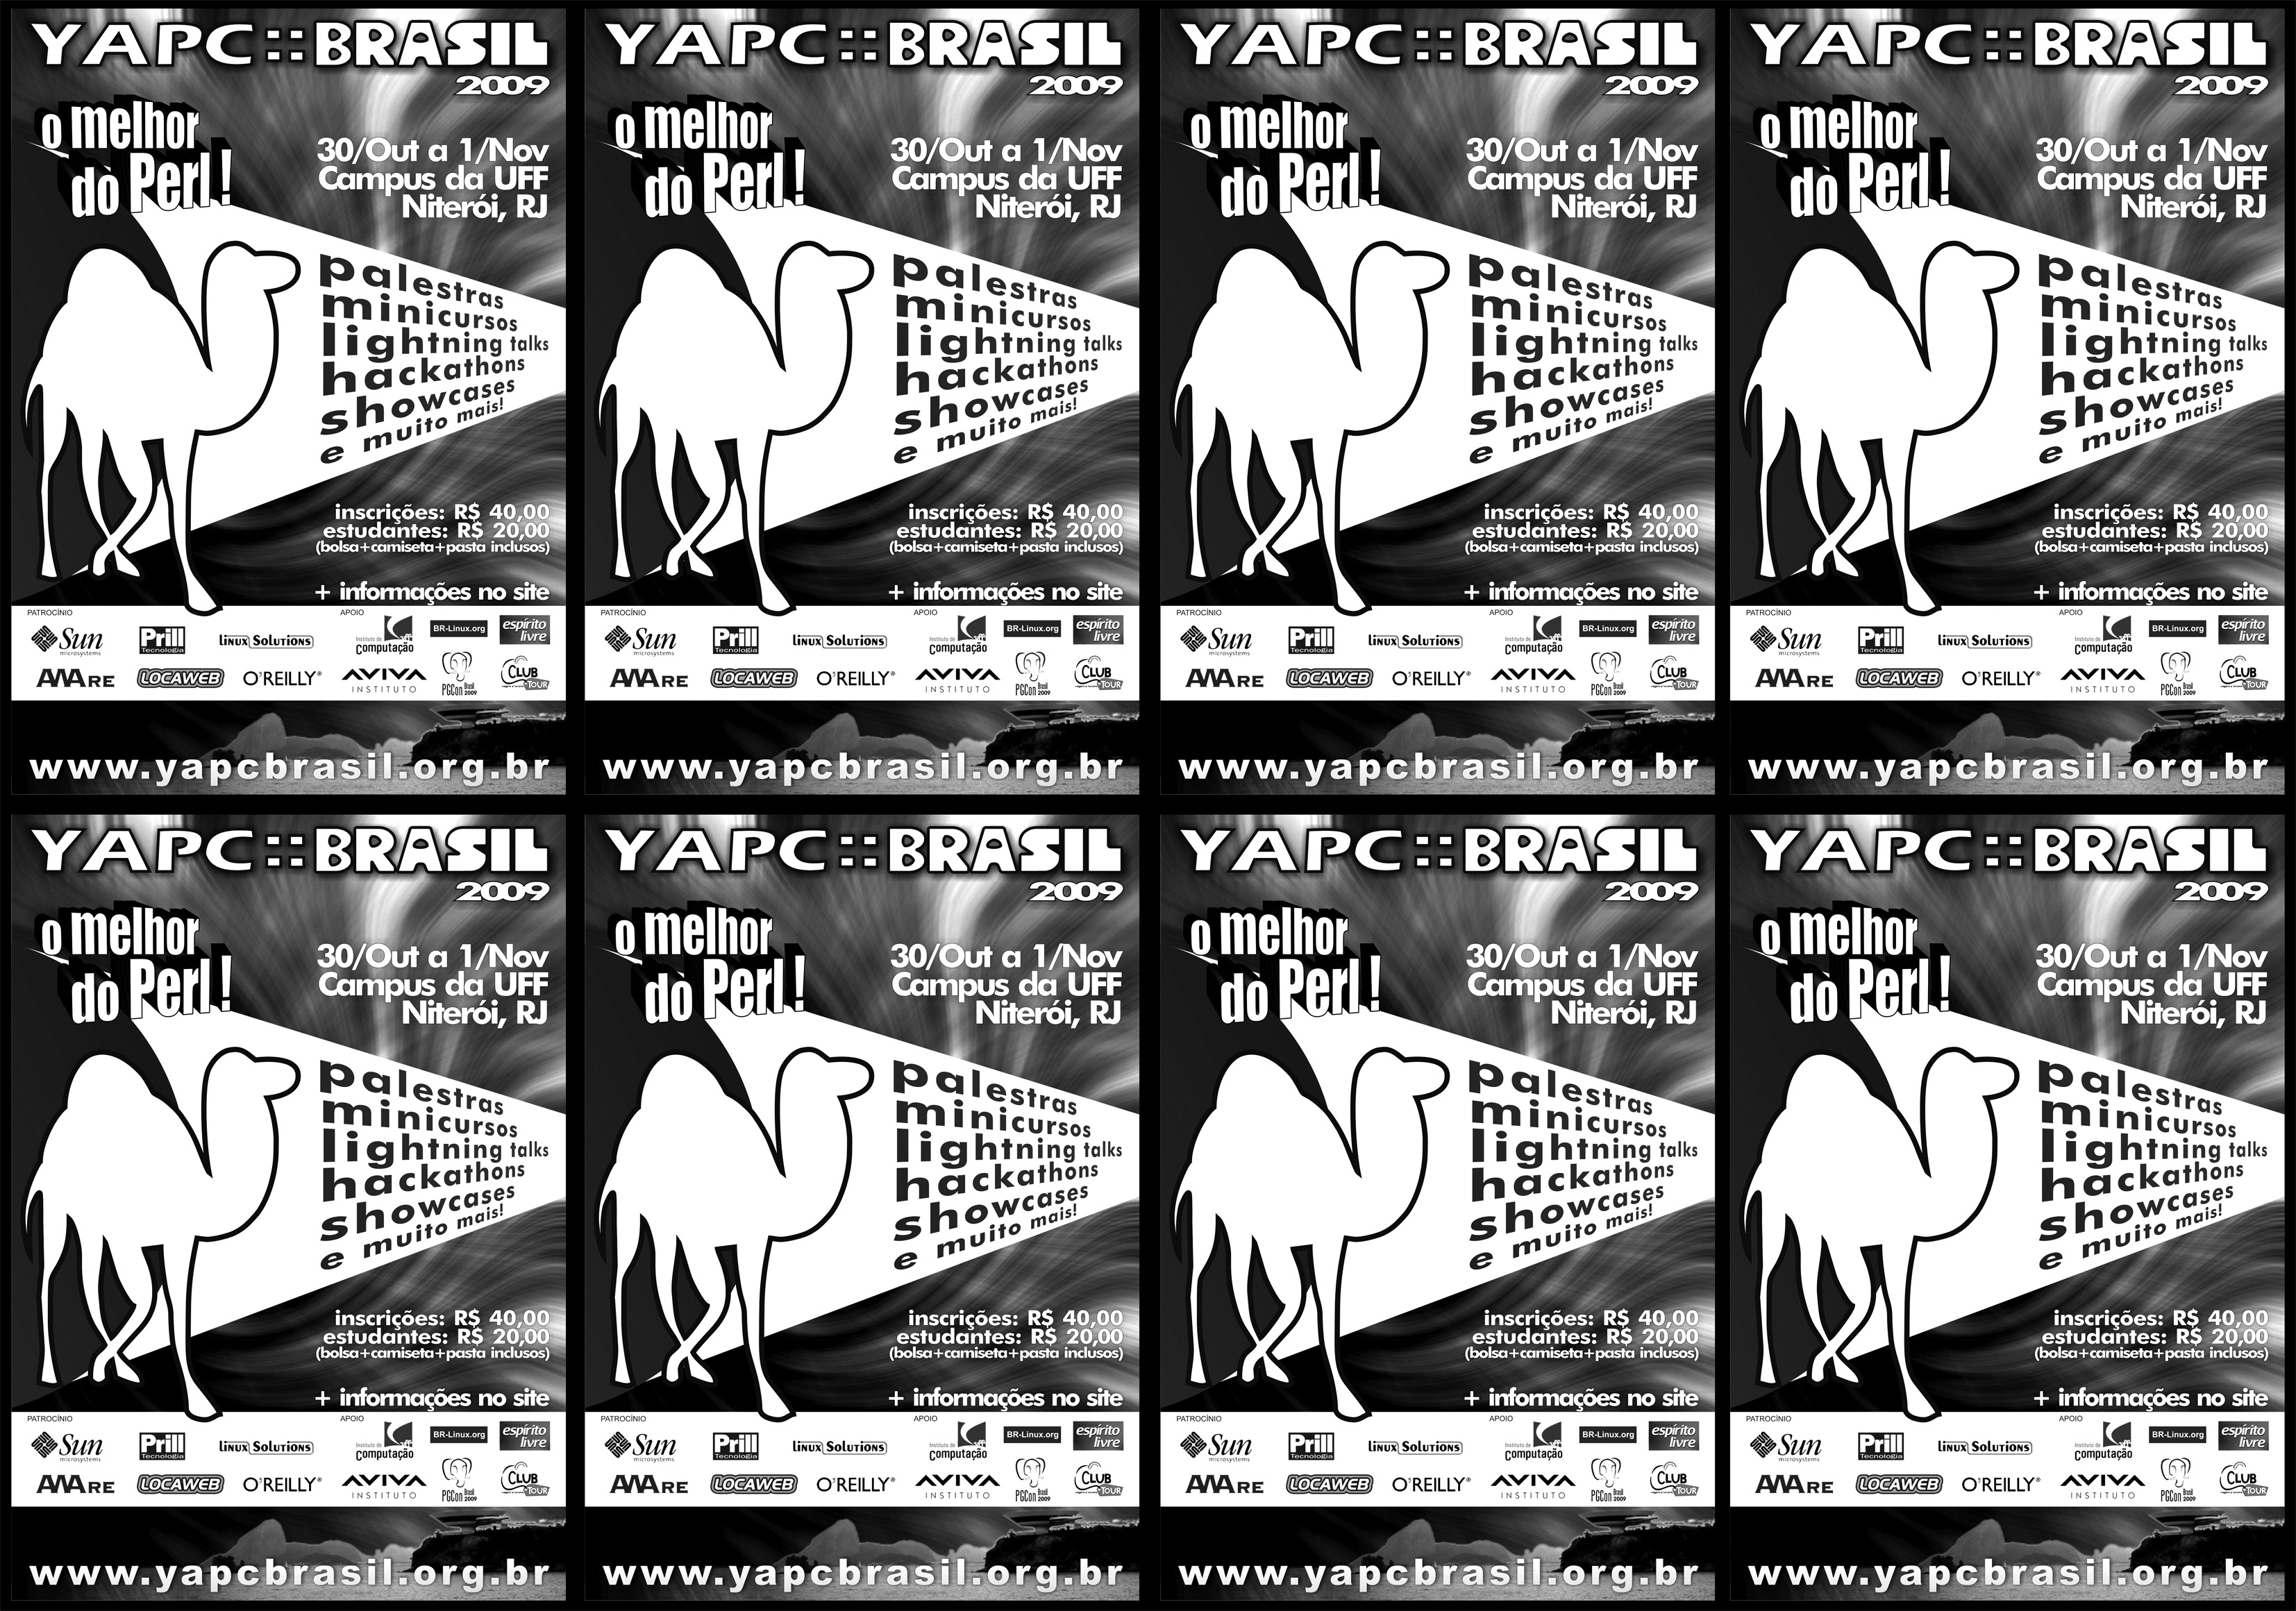 YAPC::BRASIL
2009
o melhor
do Perl!
30/Out a 1/Nov
Campus da UFF
Niterói, RJ
palestras
minicursos
lightning talks
hackathons
showcases
e muito mais!
inscrições: R$ 40,00
estudantes: R$ 20,00
(bolsa+camiseta+pasta inclusos)
+ informações no site
PATROCÍNIO
Sun microsystems
Prill Tecnologia
Linux Solutions
AWARE
LOCAWEB
O'REILLY®
APOIO
Instituto de Computação
BR-Linux.org
espírito livre
AVIVA INSTITUTO
PGCon Brasil 2009
CLUB TOUR
www.yapcbrasil.org.br
YAPC::BRASIL
2009
o melhor
do Perl!
30/Out a 1/Nov
Campus da UFF
Niterói, RJ
palestras
minicursos
lightning talks
hackathons
showcases
e muito mais!
inscrições: R$ 40,00
estudantes: R$ 20,00
(bolsa+camiseta+pasta inclusos)
+ informações no site
PATROCÍNIO
Sun microsystems
Prill Tecnologia
Linux Solutions
AWARE
LOCAWEB
O'REILLY®
APOIO
Instituto de Computação
BR-Linux.org
espírito livre
AVIVA INSTITUTO
PGCon Brasil 2009
CLUB TOUR
www.yapcbrasil.org.br
YAPC::BRASIL
2009
o melhor
do Perl!
30/Out a 1/Nov
Campus da UFF
Niterói, RJ
palestras
minicursos
lightning talks
hackathons
showcases
e muito mais!
inscrições: R$ 40,00
estudantes: R$ 20,00
(bolsa+camiseta+pasta inclusos)
+ informações no site
PATROCÍNIO
Sun microsystems
Prill Tecnologia
Linux Solutions
AWARE
LOCAWEB
O'REILLY®
APOIO
Instituto de Computação
BR-Linux.org
espírito livre
AVIVA INSTITUTO
PGCon Brasil 2009
CLUB TOUR
www.yapcbrasil.org.br
YAPC::BRASIL
2009
o melhor
do Perl!
30/Out a 1/Nov
Campus da UFF
Niterói, RJ
palestras
minicursos
lightning talks
hackathons
showcases
e muito mais!
inscrições: R$ 40,00
estudantes: R$ 20,00
(bolsa+camiseta+pasta inclusos)
+ informações no site
PATROCÍNIO
Sun microsystems
Prill Tecnologia
Linux Solutions
AWARE
LOCAWEB
O'REILLY®
APOIO
Instituto de Computação
BR-Linux.org
espírito livre
AVIVA INSTITUTO
PGCon Brasil 2009
CLUB TOUR
www.yapcbrasil.org.br
YAPC::BRASIL
2009
o melhor
do Perl!
30/Out a 1/Nov
Campus da UFF
Niterói, RJ
palestras
minicursos
lightning talks
hackathons
showcases
e muito mais!
inscrições: R$ 40,00
estudantes: R$ 20,00
(bolsa+camiseta+pasta inclusos)
+ informações no site
PATROCÍNIO
Sun microsystems
Prill Tecnologia
Linux Solutions
AWARE
LOCAWEB
O'REILLY®
APOIO
Instituto de Computação
BR-Linux.org
espírito livre
AVIVA INSTITUTO
PGCon Brasil 2009
CLUB TOUR
www.yapcbrasil.org.br
YAPC::BRASIL
2009
o melhor
do Perl!
30/Out a 1/Nov
Campus da UFF
Niterói, RJ
palestras
minicursos
lightning talks
hackathons
showcases
e muito mais!
inscrições: R$ 40,00
estudantes: R$ 20,00
(bolsa+camiseta+pasta inclusos)
+ informações no site
PATROCÍNIO
Sun microsystems
Prill Tecnologia
Linux Solutions
AWARE
LOCAWEB
O'REILLY®
APOIO
Instituto de Computação
BR-Linux.org
espírito livre
AVIVA INSTITUTO
PGCon Brasil 2009
CLUB TOUR
www.yapcbrasil.org.br
YAPC::BRASIL
2009
o melhor
do Perl!
30/Out a 1/Nov
Campus da UFF
Niterói, RJ
palestras
minicursos
lightning talks
hackathons
showcases
e muito mais!
inscrições: R$ 40,00
estudantes: R$ 20,00
(bolsa+camiseta+pasta inclusos)
+ informações no site
PATROCÍNIO
Sun microsystems
Prill Tecnologia
Linux Solutions
AWARE
LOCAWEB
O'REILLY®
APOIO
Instituto de Computação
BR-Linux.org
espírito livre
AVIVA INSTITUTO
PGCon Brasil 2009
CLUB TOUR
www.yapcbrasil.org.br
YAPC::BRASIL
2009
o melhor
do Perl!
30/Out a 1/Nov
Campus da UFF
Niterói, RJ
palestras
minicursos
lightning talks
hackathons
showcases
e muito mais!
inscrições: R$ 40,00
estudantes: R$ 20,00
(bolsa+camiseta+pasta inclusos)
+ informações no site
PATROCÍNIO
Sun microsystems
Prill Tecnologia
Linux Solutions
AWARE
LOCAWEB
O'REILLY®
APOIO
Instituto de Computação
BR-Linux.org
espírito livre
AVIVA INSTITUTO
PGCon Brasil 2009
CLUB TOUR
www.yapcbrasil.org.br